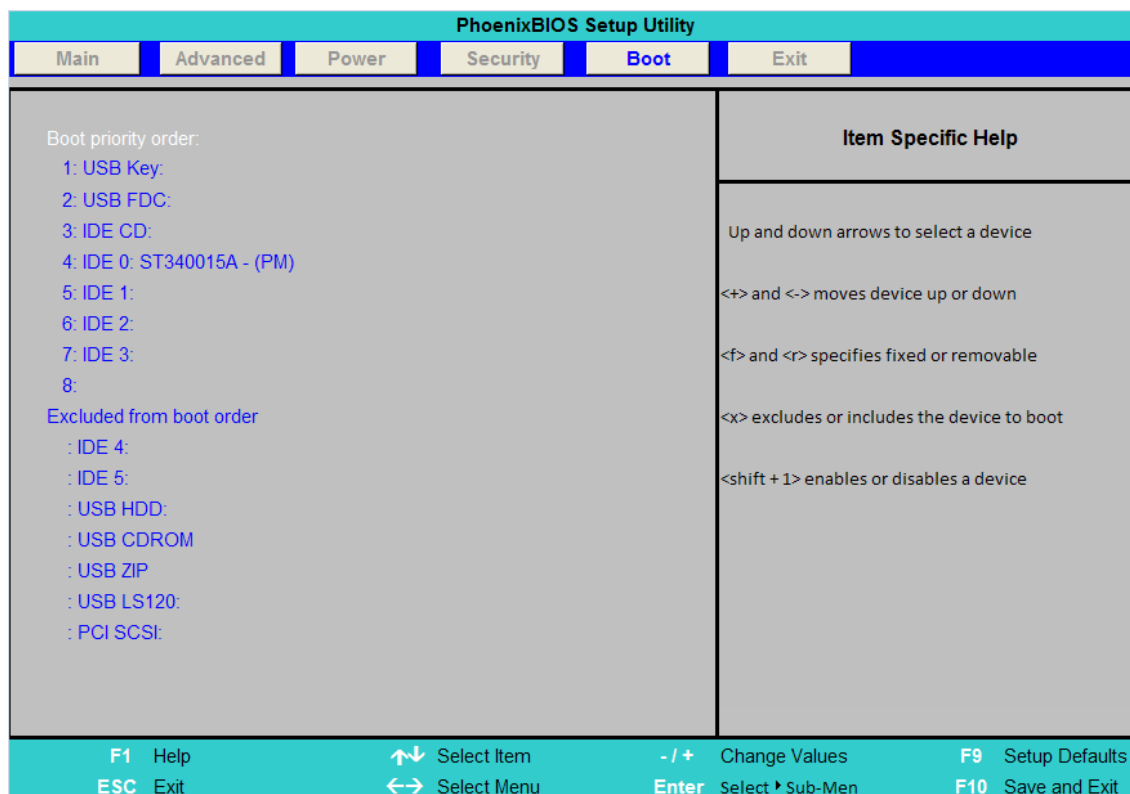 PhoenixBIOS Setup Utility
Main Advanced Power Security Boot Exit
Boot priority order:
1: USB Key:
2: USB FDC:
3: IDE CD:
4: IDE 0: ST340015A - (PM)
5: IDE 1:
6: IDE 2:
7: IDE 3:
8:
Excluded from boot order
: IDE 4:
: IDE 5:
: USB HDD:
: USB CDROM
: USB ZIP
: USB LS120:
: PCI SCSI:
Item Specific Help
Up and down arrows to select a device
<+> and <-> moves device up or down
<f> and <r> specifies fixed or removable
<x> excludes or includes the device to boot
<shift + 1> enables or disables a device
F1 Help ↑↓ Select Item - / + Change Values F9 Setup Defaults
ESC Exit ←→ Select Menu Enter Select ▸ Sub-Men F10 Save and Exit